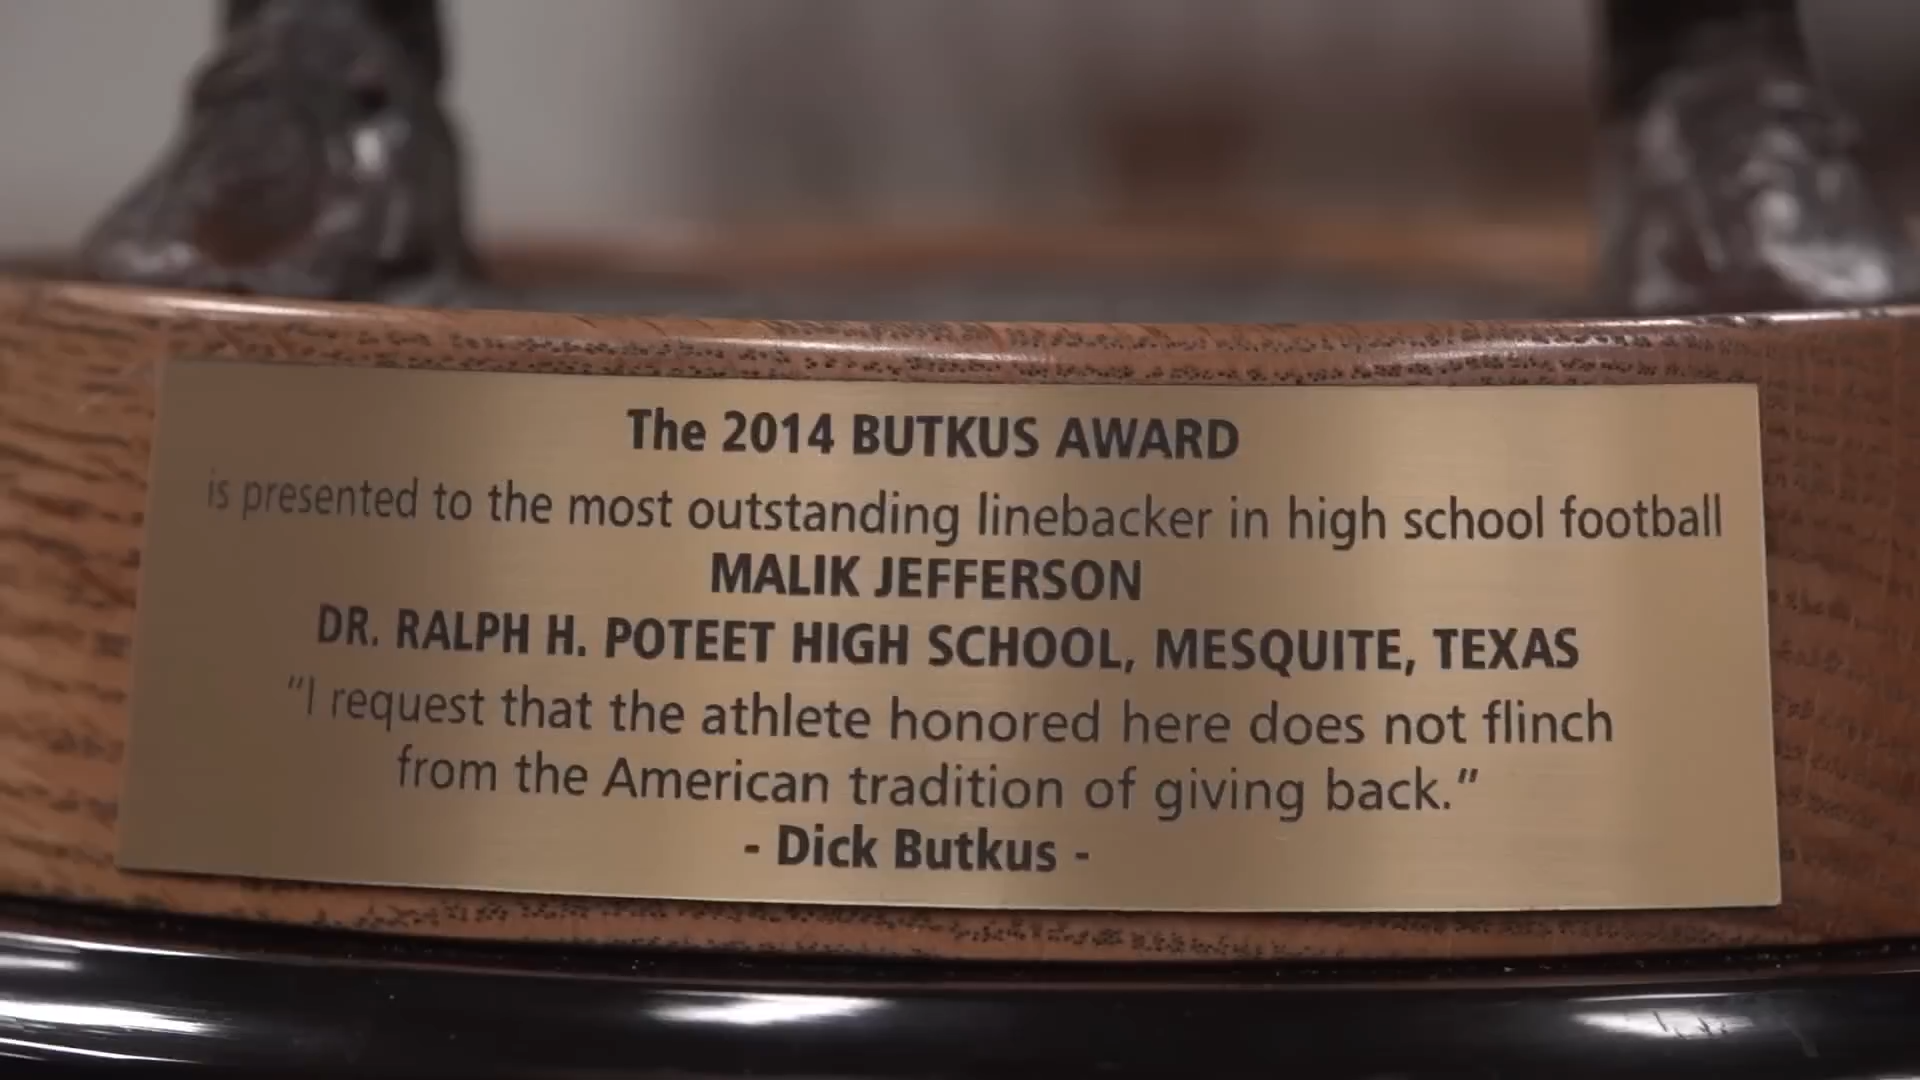 The 2014 BUTKUS AWARD
is presented to the most outstanding linebacker in high school football
MALIK JEFFERSON
DR. RALPH H. POTEET HIGH SCHOOL, MESQUITE, TEXAS
“I request that the athlete honored here does not flinch
from the American tradition of giving back.”
- Dick Butkus -